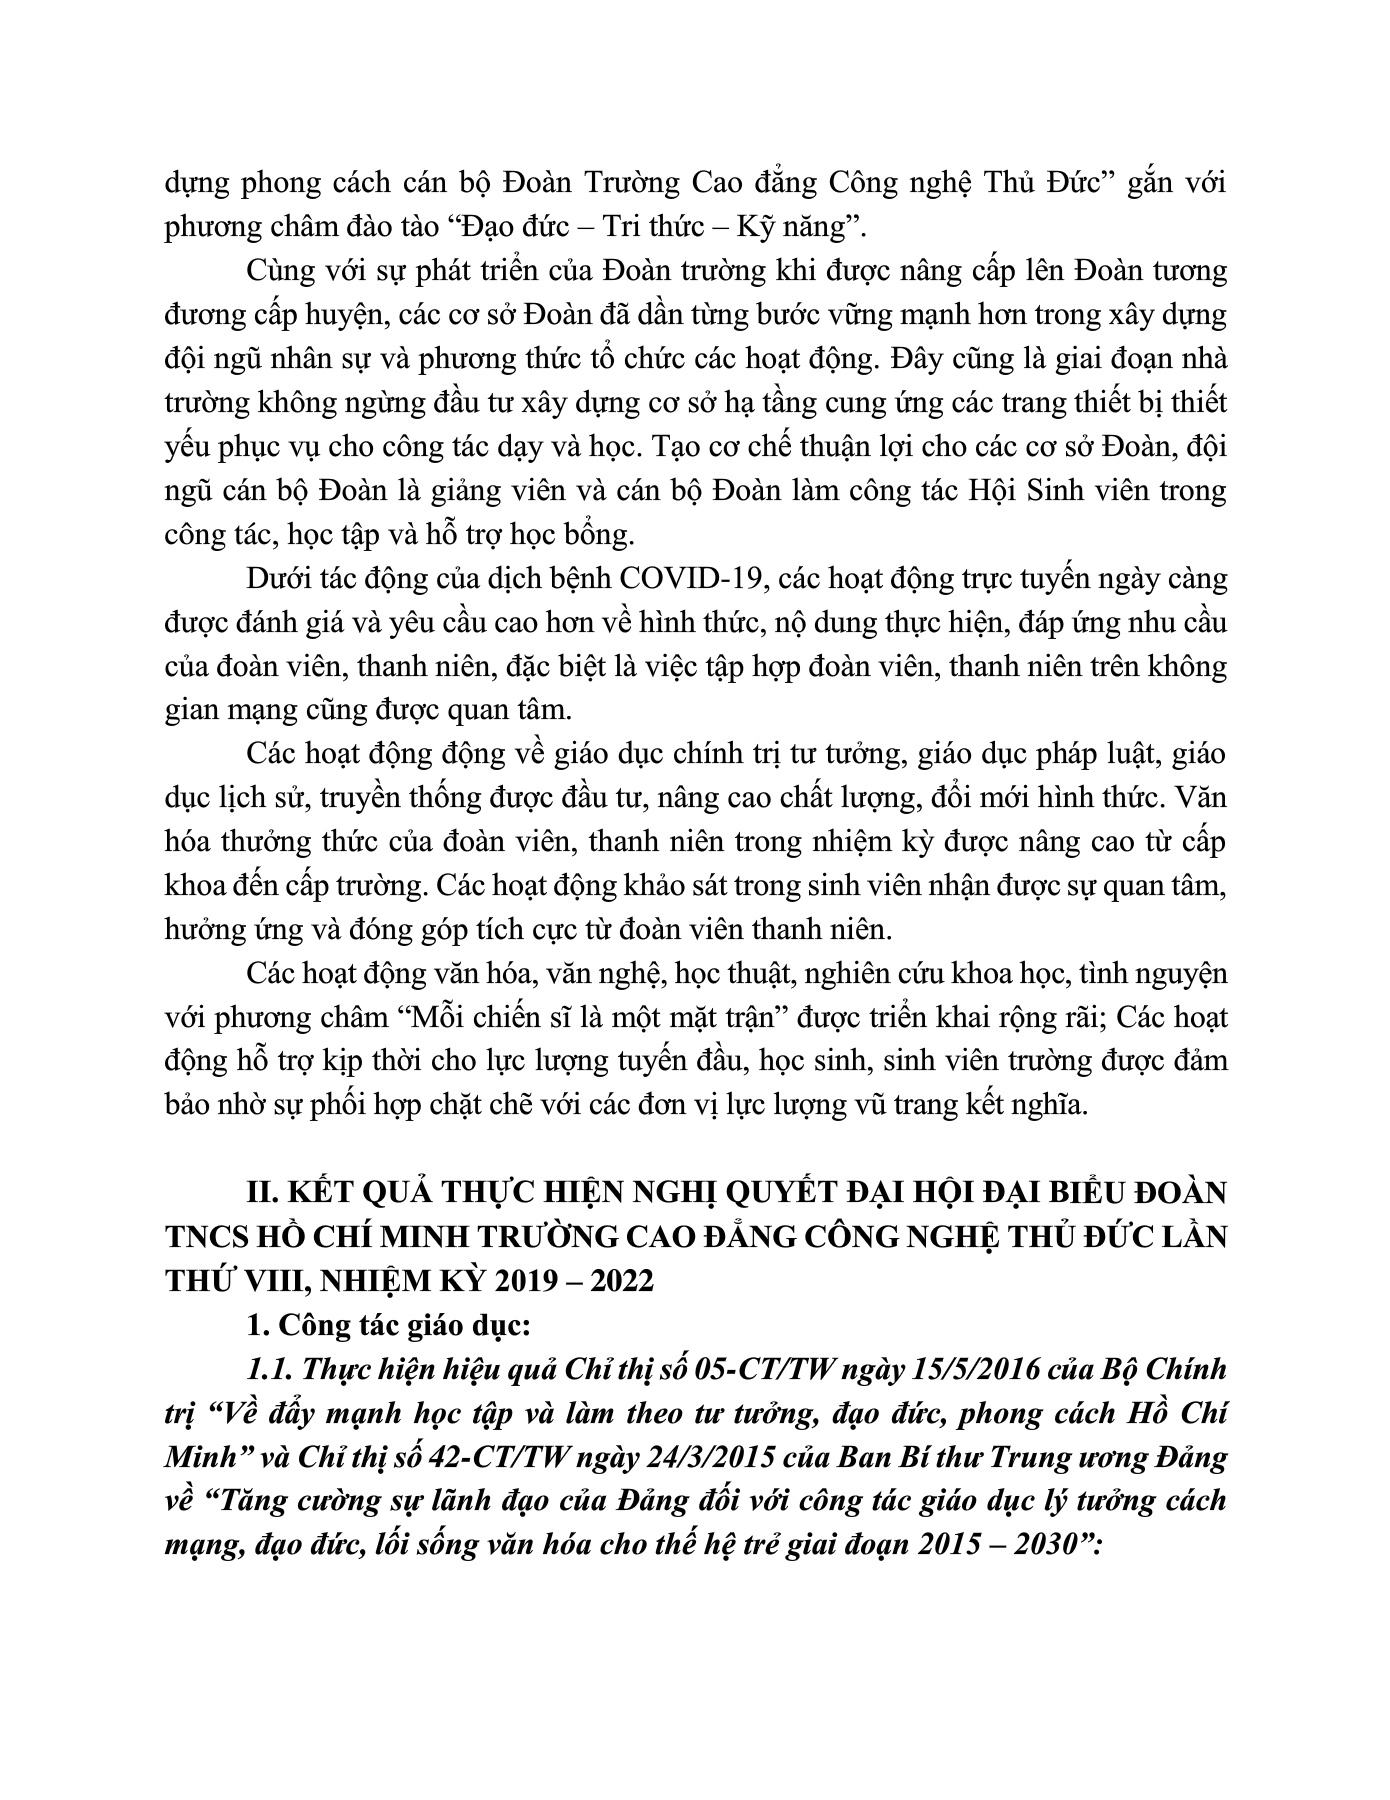 dựng phong cách cán bộ Đoàn Trường Cao đẳng Công nghệ Thủ Đức” gắn với
phương châm đào tào “Đạo đức – Tri thức – Kỹ năng”.
Cùng với sự phát triển của Đoàn trường khi được nâng cấp lên Đoàn tương
đương cấp huyện, các cơ sở Đoàn đã dần từng bước vững mạnh hơn trong xây dựng
đội ngũ nhân sự và phương thức tổ chức các hoạt động. Đây cũng là giai đoạn nhà
trường không ngừng đầu tư xây dựng cơ sở hạ tầng cung ứng các trang thiết bị thiết
yếu phục vụ cho công tác dạy và học. Tạo cơ chế thuận lợi cho các cơ sở Đoàn, đội
ngũ cán bộ Đoàn là giảng viên và cán bộ Đoàn làm công tác Hội Sinh viên trong
công tác, học tập và hỗ trợ học bổng.
Dưới tác động của dịch bệnh COVID-19, các hoạt động trực tuyến ngày càng
được đánh giá và yêu cầu cao hơn về hình thức, nộ dung thực hiện, đáp ứng nhu cầu
của đoàn viên, thanh niên, đặc biệt là việc tập hợp đoàn viên, thanh niên trên không
gian mạng cũng được quan tâm.
Các hoạt động động về giáo dục chính trị tư tưởng, giáo dục pháp luật, giáo
dục lịch sử, truyền thống được đầu tư, nâng cao chất lượng, đổi mới hình thức. Văn
hóa thưởng thức của đoàn viên, thanh niên trong nhiệm kỳ được nâng cao từ cấp
khoa đến cấp trường. Các hoạt động khảo sát trong sinh viên nhận được sự quan tâm,
hưởng ứng và đóng góp tích cực từ đoàn viên thanh niên.
Các hoạt động văn hóa, văn nghệ, học thuật, nghiên cứu khoa học, tình nguyện
với phương châm “Mỗi chiến sĩ là một mặt trận” được triển khai rộng rãi; Các hoạt
động hỗ trợ kịp thời cho lực lượng tuyến đầu, học sinh, sinh viên trường được đảm
bảo nhờ sự phối hợp chặt chẽ với các đơn vị lực lượng vũ trang kết nghĩa.
II. KẾT QUẢ THỰC HIỆN NGHỊ QUYẾT ĐẠI HỘI ĐẠI BIỂU ĐOÀN
TNCS HỒ CHÍ MINH TRƯỜNG CAO ĐẲNG CÔNG NGHỆ THỦ ĐỨC LẦN
THỨ VIII, NHIỆM KỲ 2019 – 2022
1. Công tác giáo dục:
1.1. Thực hiện hiệu quả Chỉ thị số 05-CT/TW ngày 15/5/2016 của Bộ Chính
trị “Về đẩy mạnh học tập và làm theo tư tưởng, đạo đức, phong cách Hồ Chí
Minh” và Chỉ thị số 42-CT/TW ngày 24/3/2015 của Ban Bí thư Trung ương Đảng
về “Tăng cường sự lãnh đạo của Đảng đối với công tác giáo dục lý tưởng cách
mạng, đạo đức, lối sống văn hóa cho thế hệ trẻ giai đoạn 2015 – 2030”: